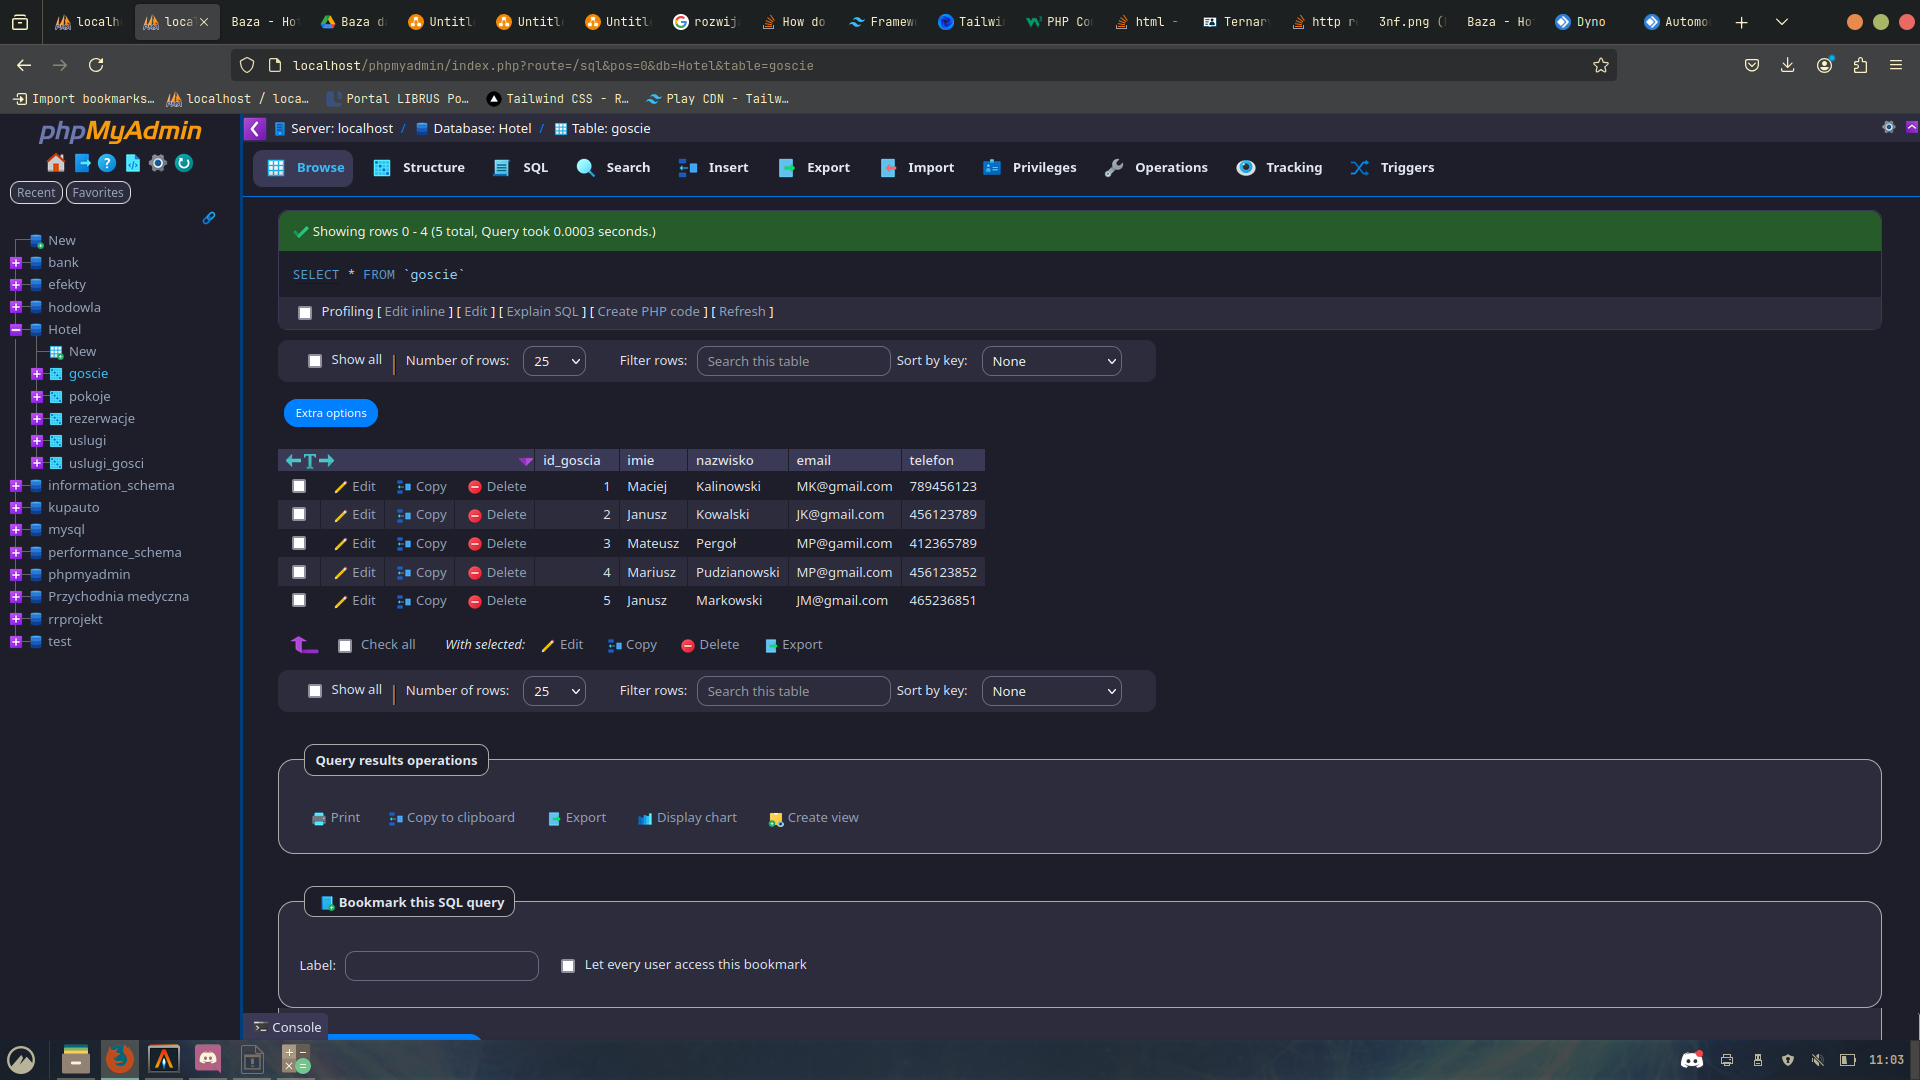 localh
loca
Baza - Ho
Baza d
Untitl
Untitl
Untitl
rozwij
How do
Framew
Tailwi
PHP Co
html -
Ternar
http r
3nf.png (
Baza - Ho
Dyno
Automo
localhost/phpmyadmin/index.php?route=/sql&pos=0&db=Hotel&table=goscie
Import bookmarks…
localhost / loca…
Portal LIBRUS Po…
Tailwind CSS - R…
Play CDN - Tailw…
phpMyAdmin
Recent
Favorites
New
bank
efekty
hodowla
Hotel
New
goscie
pokoje
rezerwacje
uslugi
uslugi_gosci
information_schema
kupauto
mysql
performance_schema
phpmyadmin
Przychodnia medyczna
rrprojekt
test
Server: localhost / Database: Hotel / Table: goscie
Browse Structure SQL Search Insert Export Import Privileges Operations Tracking Triggers
Showing rows 0 - 4 (5 total, Query took 0.0003 seconds.)
SELECT * FROM `goscie`
Profiling [ Edit inline ] [ Edit ] [ Explain SQL ] [ Create PHP code ] [ Refresh ]
Show all Number of rows: 25 Filter rows: Search this table Sort by key: None
Extra options
T id_goscia imie nazwisko email telefon
Edit Copy Delete 1 Maciej Kalinowski MK@gmail.com 789456123
Edit Copy Delete 2 Janusz Kowalski JK@gmail.com 456123789
Edit Copy Delete 3 Mateusz Pergoł MP@gamil.com 412365789
Edit Copy Delete 4 Mariusz Pudzianowski MP@gmail.com 456123852
Edit Copy Delete 5 Janusz Markowski JM@gmail.com 465236851
Check all With selected: Edit Copy Delete Export
Show all Number of rows: 25 Filter rows: Search this table Sort by key: None
Query results operations
Print Copy to clipboard Export Display chart Create view
Bookmark this SQL query
Label: Let every user access this bookmark
Console
11:03